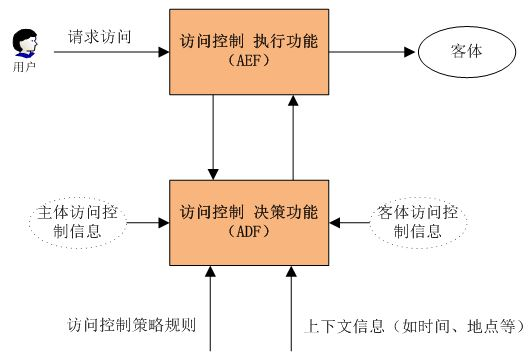 请求访问
用户
访问控制 执行功能
（AEF）
客体
主体访问控
制信息
访问控制 决策功能
（ADF）
客体访问控
制信息
访问控制策略规则
上下文信息（如时间、地点等）